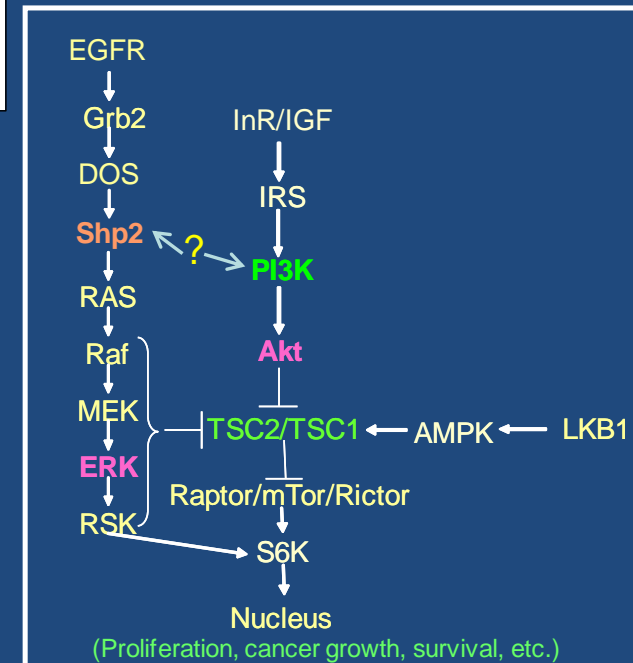 EGFR
Grb2
InR/IGF
DOS
IRS
Shp2
?
PI3K
RAS
Raf
Akt
MEK
TSC2/TSC1
AMPK
LKB1
ERK
Raptor/mTor/Rictor
RSK
S6K
Nucleus
(Proliferation, cancer growth, survival, etc.)